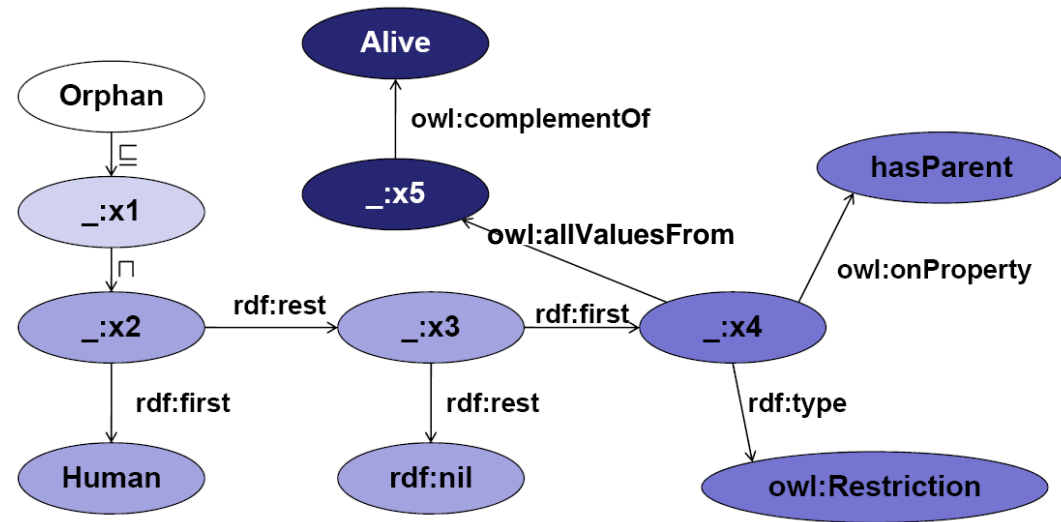 Alive
Orphan
owl:complementOf
⊑
hasParent
_:x5
_:x1
owl:allValuesFrom
owl:onProperty
⊓
rdf:rest
rdf:first
_:x2
_:x3
_:x4
rdf:first
rdf:rest
rdf:type
Human
rdf:nil
owl:Restriction